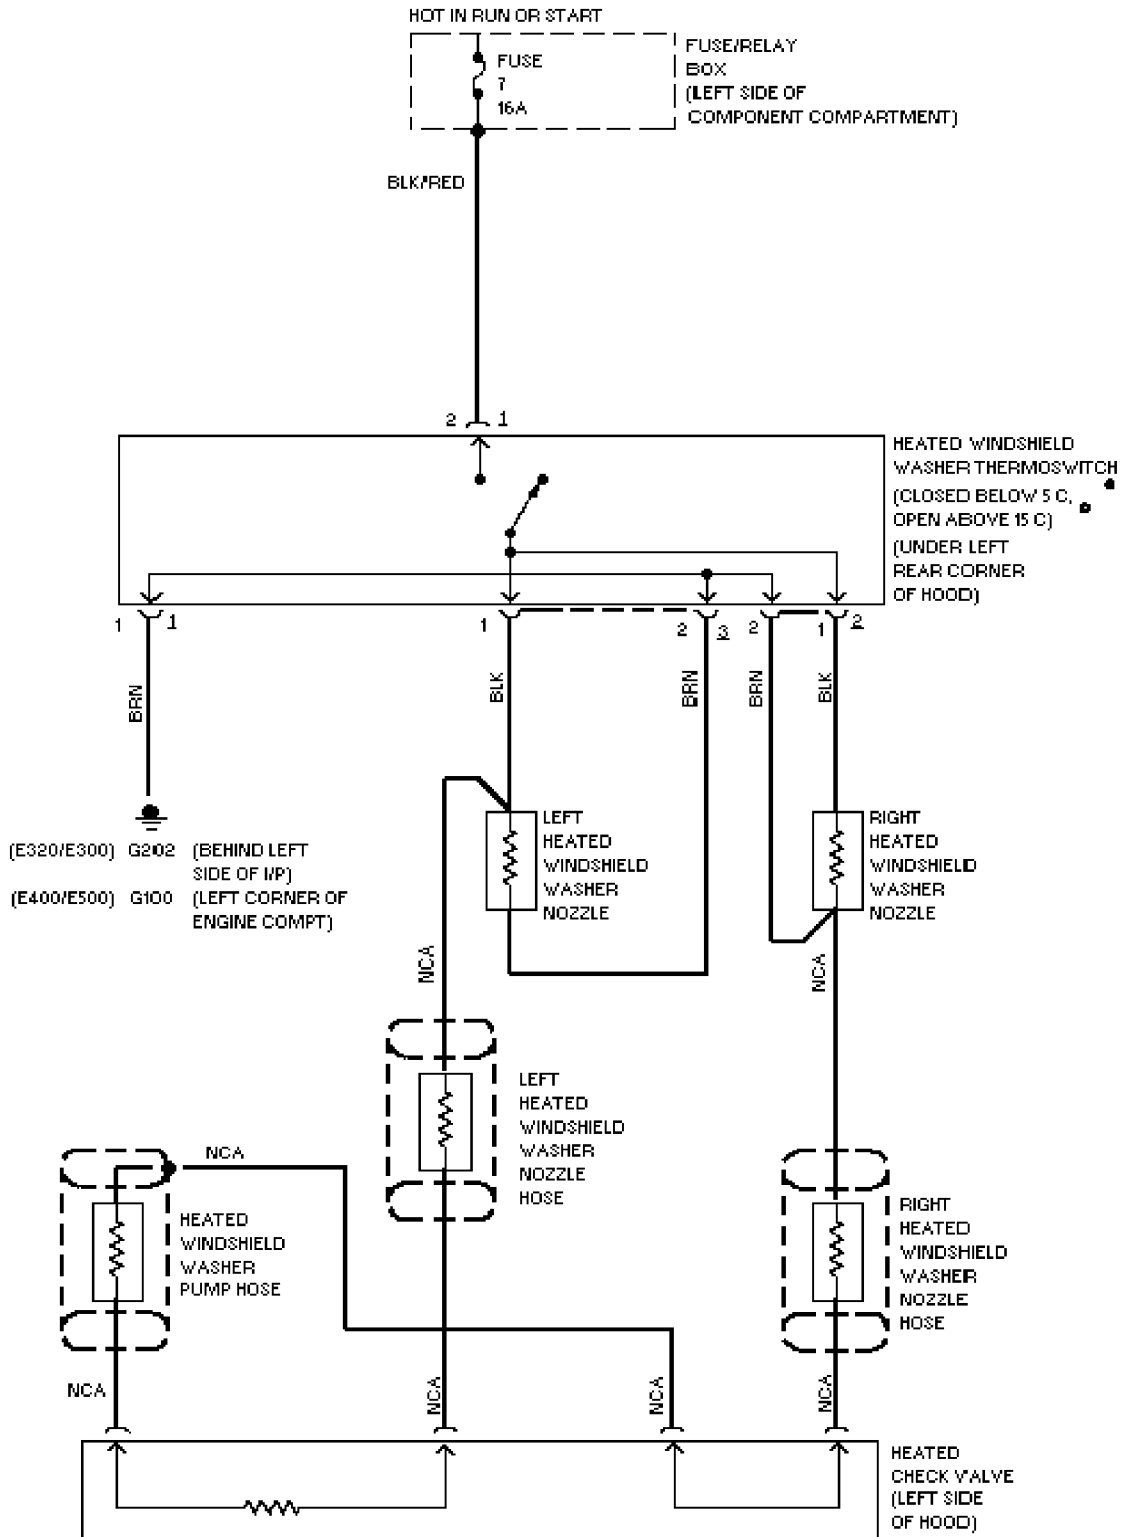 HOT IN RUN OR START
FUSE
7
16A
FUSE/RELAY
BOX
(LEFT SIDE OF
COMPONENT COMPARTMENT)
BLK/RED
2 1
HEATED WINDSHIELD
WASHER THERMOSWITCH
(CLOSED BELOW 5 C,
OPEN ABOVE 15 C)
(UNDER LEFT
REAR CORNER
OF HOOD)
1 1
1
2 3
2
1 2
BRN
BLK
BRN
BRN
BLK
(E320/E300) G202 (BEHIND LEFT
SIDE OF I/P)
(E400/E500) G100 (LEFT CORNER OF
ENGINE COMPT)
LEFT
HEATED
WINDSHIELD
WASHER
NOZZLE
RIGHT
HEATED
WINDSHIELD
WASHER
NOZZLE
NCA
NCA
LEFT
HEATED
WINDSHIELD
WASHER
NOZZLE
HOSE
NCA
HEATED
WINDSHIELD
WASHER
PUMP HOSE
RIGHT
HEATED
WINDSHIELD
WASHER
NOZZLE
HOSE
NCA
NCA
NCA
NCA
HEATED
CHECK VALVE
(LEFT SIDE
OF HOOD)